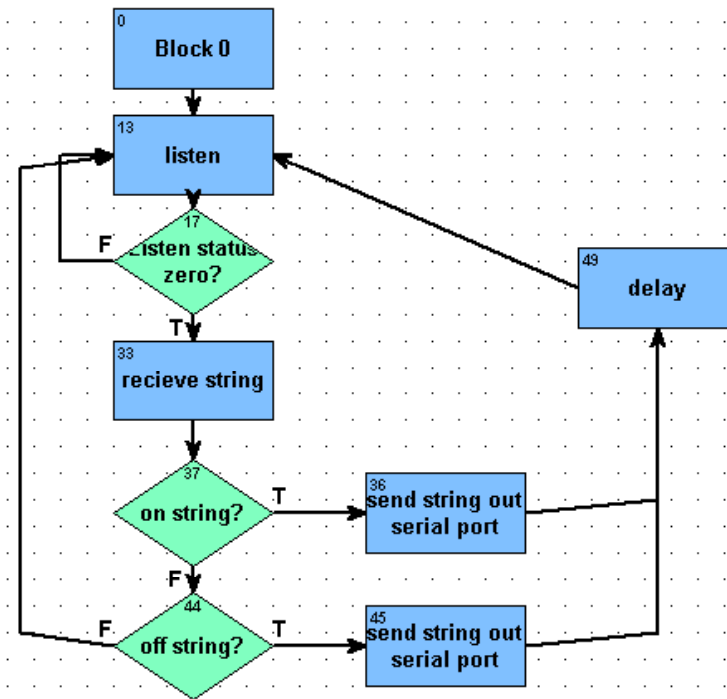 0
Block 0
13
listen
17
F
Listen status
zero?
49
delay
T
33
recieve string
37
on string?
T
36
send string out
serial port
F
44
off string?
F
T
45
send string out
serial port